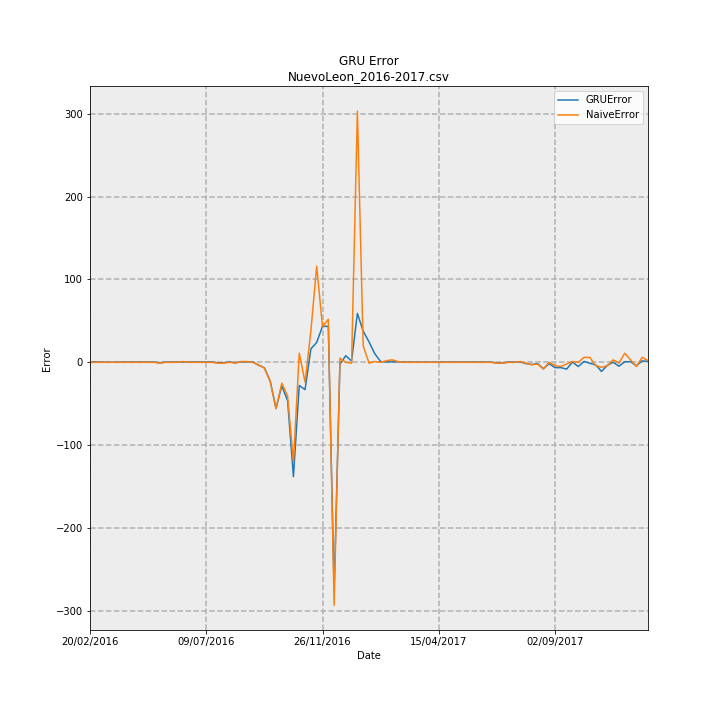 GRU Error
NuevoLeon_2016-2017.csv
GRUError
NaiveError
300
200
100
0
−100
−200
−300
Error
20/02/2016 09/07/2016 26/11/2016 15/04/2017 02/09/2017
Date